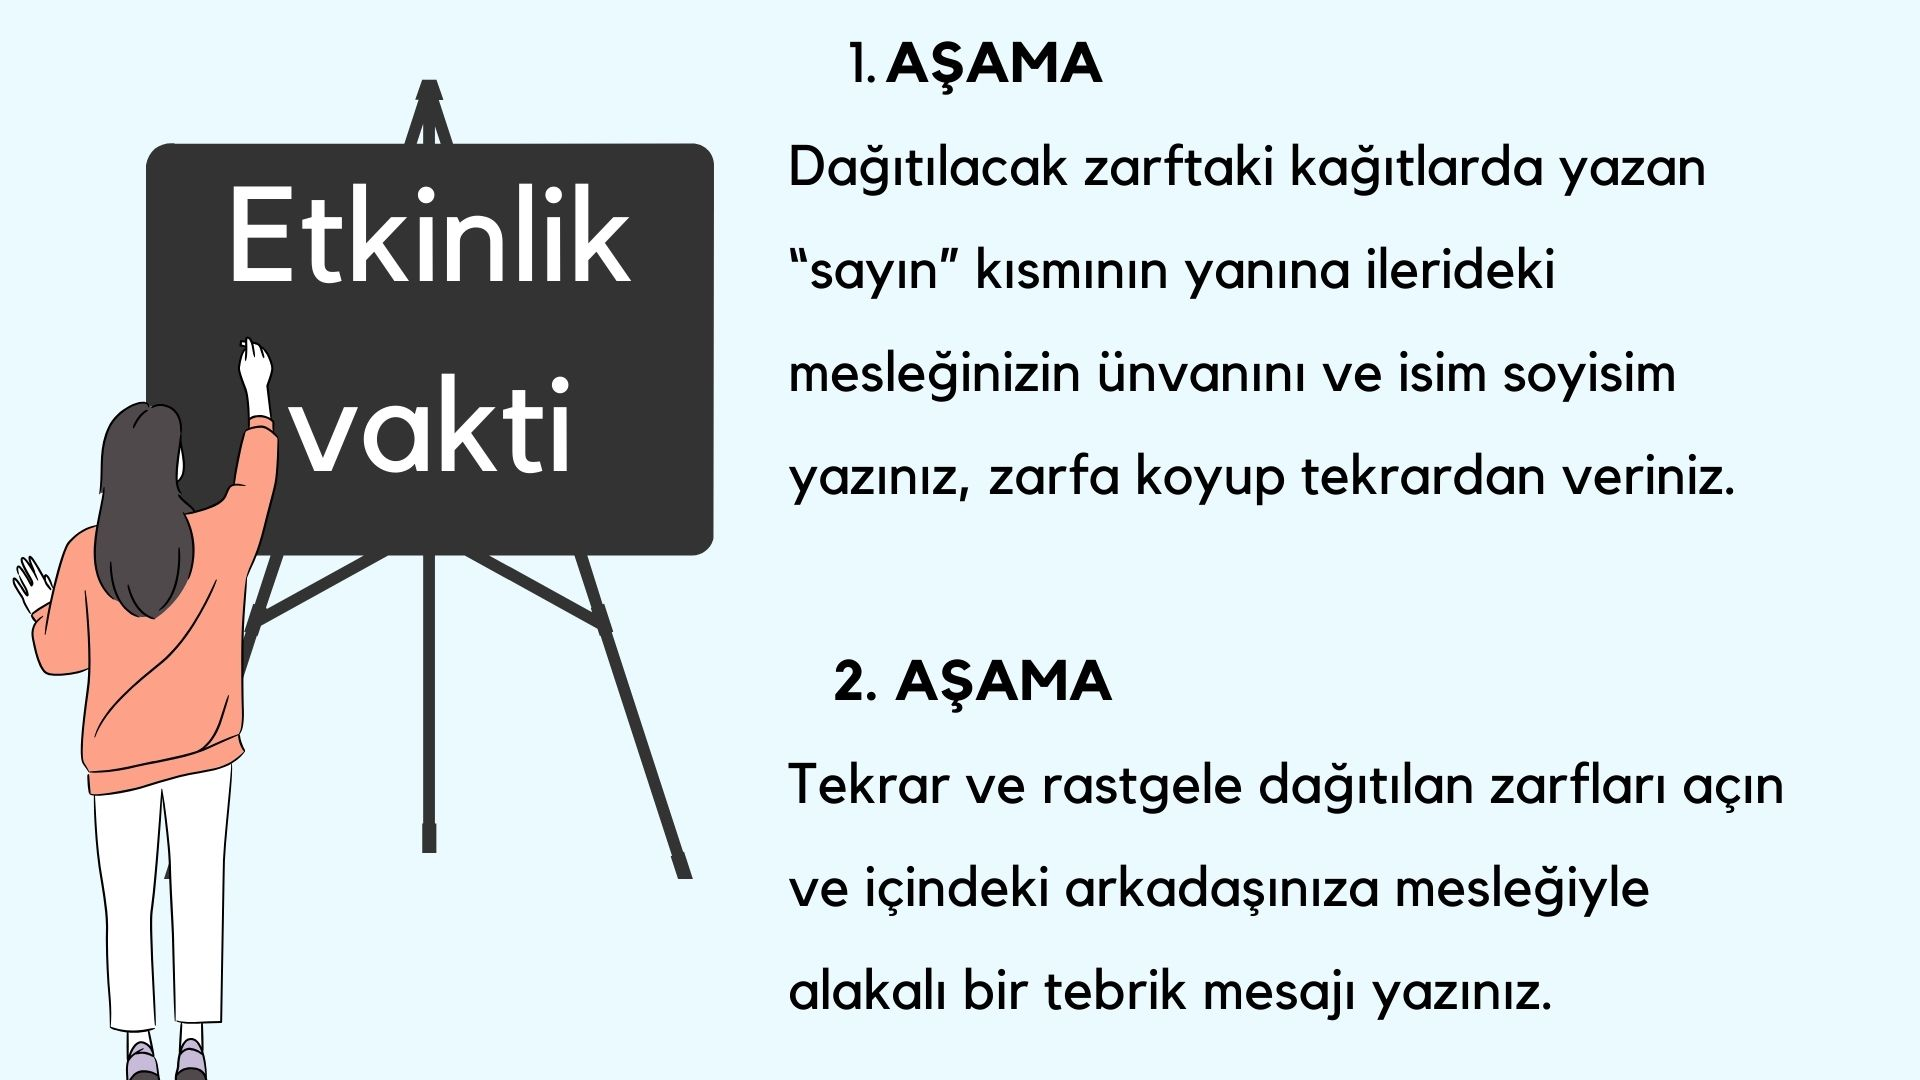 Etkinlik
vakti
1. AŞAMA
Dağıtılacak zarftaki kağıtlarda yazan
“sayın” kısmının yanına ilerideki
mesleğinizin ünvanını ve isim soyisim
yazınız, zarfa koyup tekrardan veriniz.
2. AŞAMA
Tekrar ve rastgele dağıtılan zarfları açın
ve içindeki arkadaşınıza mesleğiyle
alakalı bir tebrik mesajı yazınız.